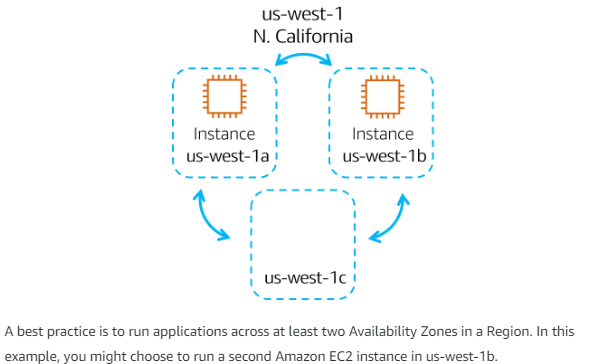 us-west-1
N. California
Instance
us-west-1a
Instance
us-west-1b
us-west-1c
A best practice is to run applications across at least two Availability Zones in a Region. In this
example, you might choose to run a second Amazon EC2 instance in us-west-1b.